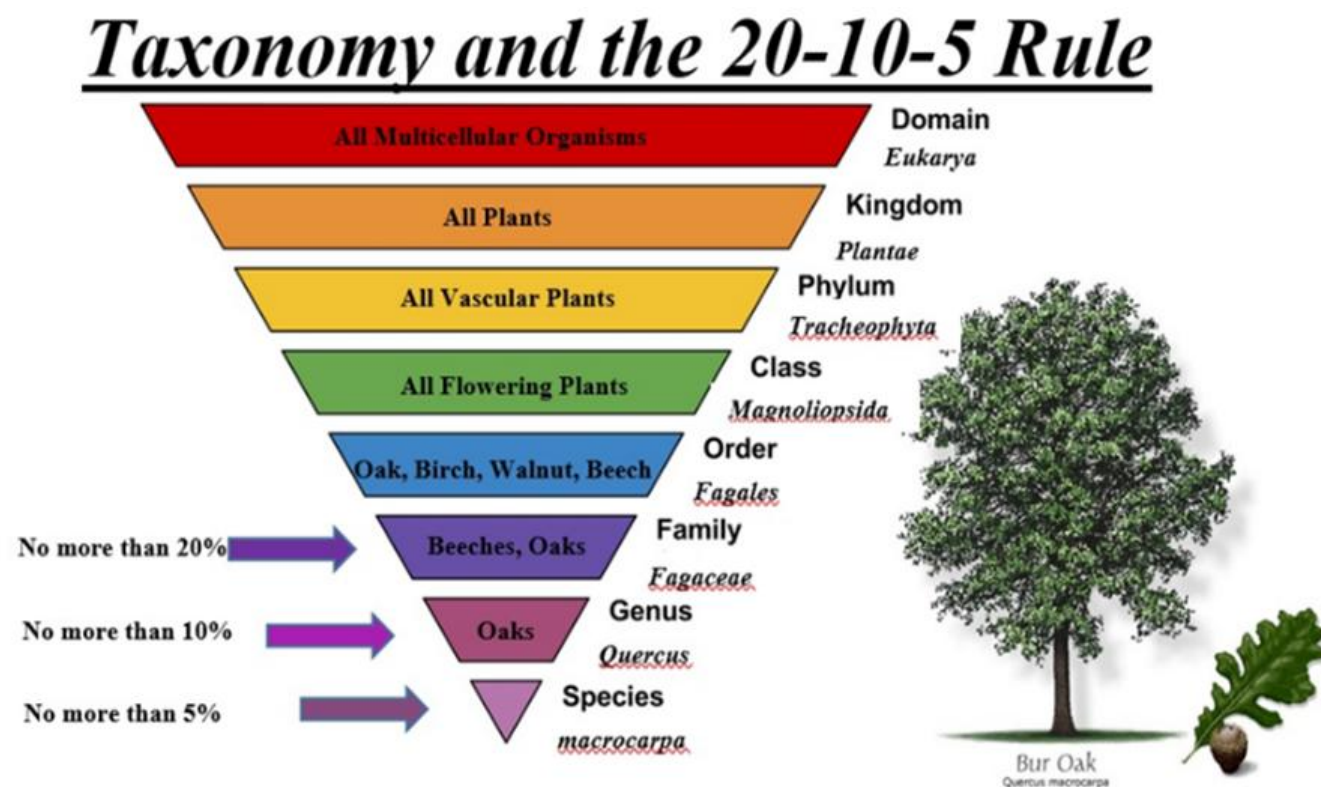 Taxonomy and the 20-10-5 Rule
All Multicellular Organisms
Domain
Eukarya
All Plants
Kingdom
Plantae
All Vascular Plants
Phylum
Tracheophyta
All Flowering Plants
Class
Magnoliopsida
Oak, Birch, Walnut, Beech
Order
Fagales
No more than 20%
Beeches, Oaks
Family
Fagaceae
No more than 10%
Oaks
Genus
Quercus
No more than 5%
Species
macrocarpa
Bur Oak
Quercus macrocarpa